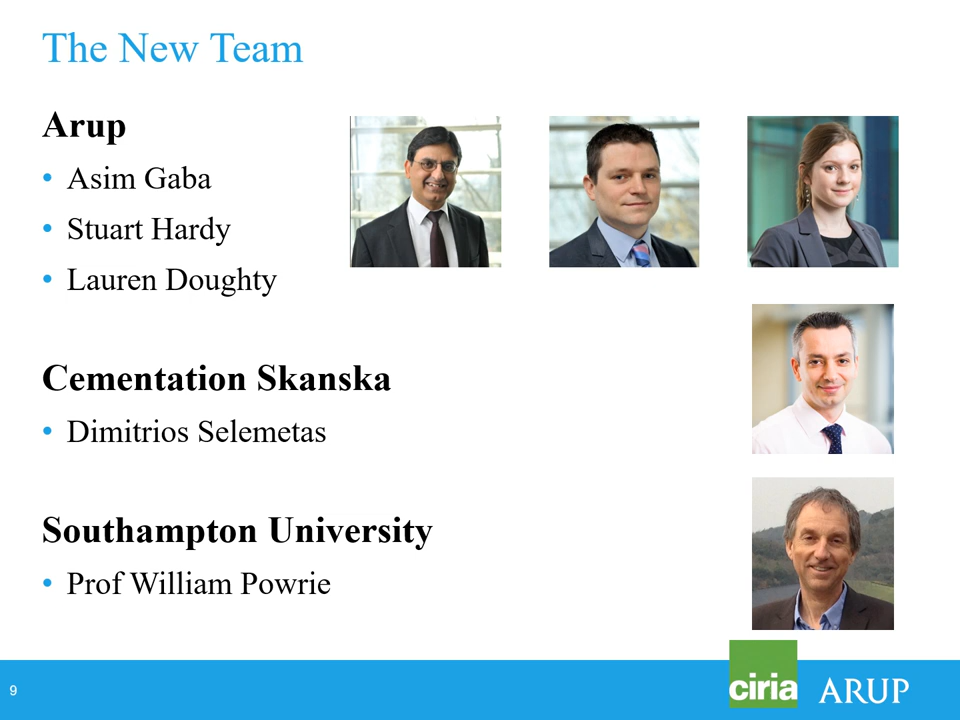 The New Team
Arup
• Asim Gaba
• Stuart Hardy
• Lauren Doughty
Cementation Skanska
• Dimitrios Selemetas
Southampton University
• Prof William Powrie
9
ciria
ARUP